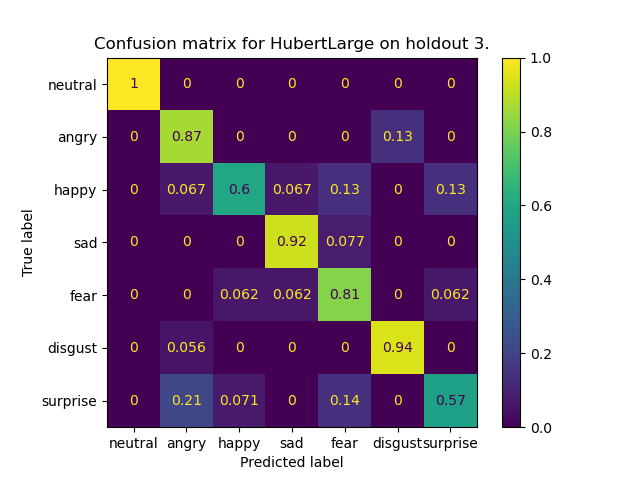 Confusion matrix for HubertLarge on holdout 3.
True label
neutral 1 0 0 0 0 0 0
angry 0 0.87 0 0 0 0.13 0
happy 0 0.067 0.6 0.067 0.13 0 0.13
sad 0 0 0 0.92 0.077 0 0
fear 0 0 0.062 0.062 0.81 0 0.062
disgust 0 0.056 0 0 0 0.94 0
surprise 0 0.21 0.071 0 0.14 0 0.57
neutral angry happy sad fear disgust surprise
Predicted label
1.0
0.8
0.6
0.4
0.2
0.0